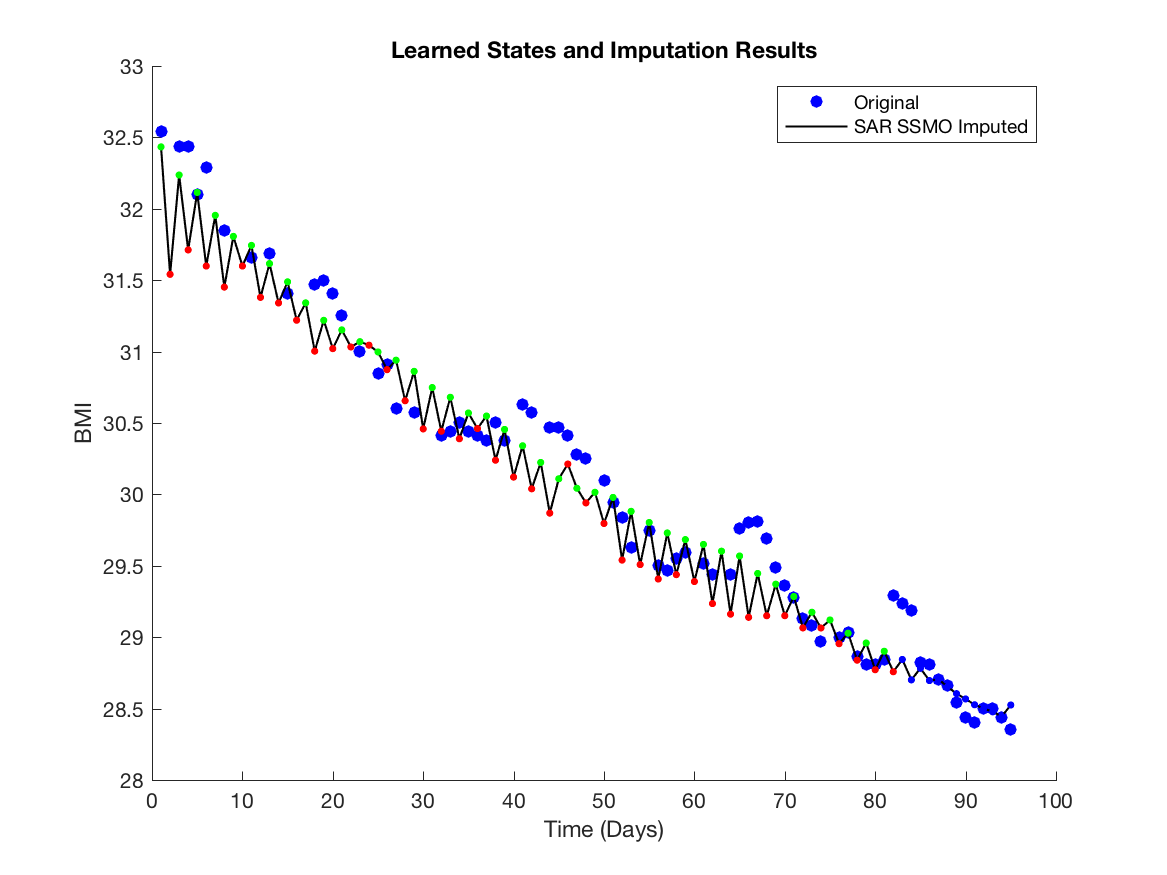 Learned States and Imputation Results
Original
SAR SSMO Imputed
33
32.5
32
31.5
31
30.5
30
29.5
29
28.5
28
BMI
0 10 20 30 40 50 60 70 80 90 100
Time (Days)